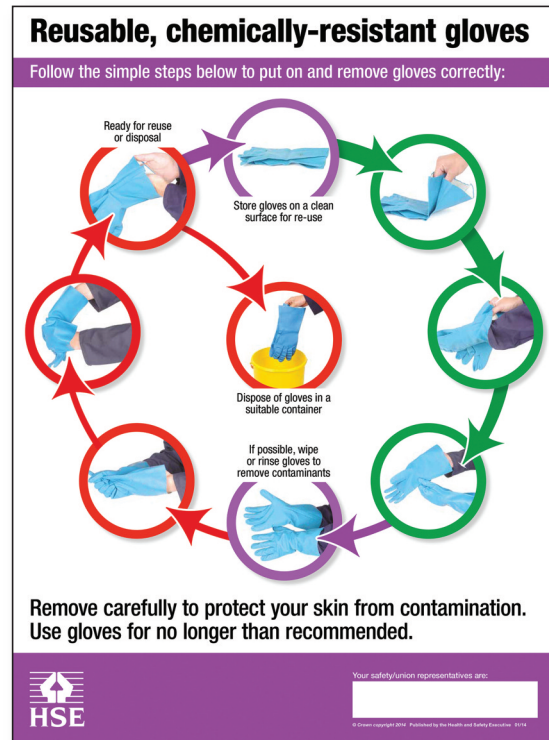 Reusable, chemically-resistant gloves
Follow the simple steps below to put on and remove gloves correctly:
Ready for reuse
or disposal
Store gloves on a clean
surface for re-use
Dispose of gloves in a
suitable container
If possible, wipe
or rinse gloves to
remove contaminants
Remove carefully to protect your skin from contamination.
Use gloves for no longer than recommended.
HSE
Your safety/union representatives are:
© Crown copyright 2014 Published by the Health and Safety Executive 01/14